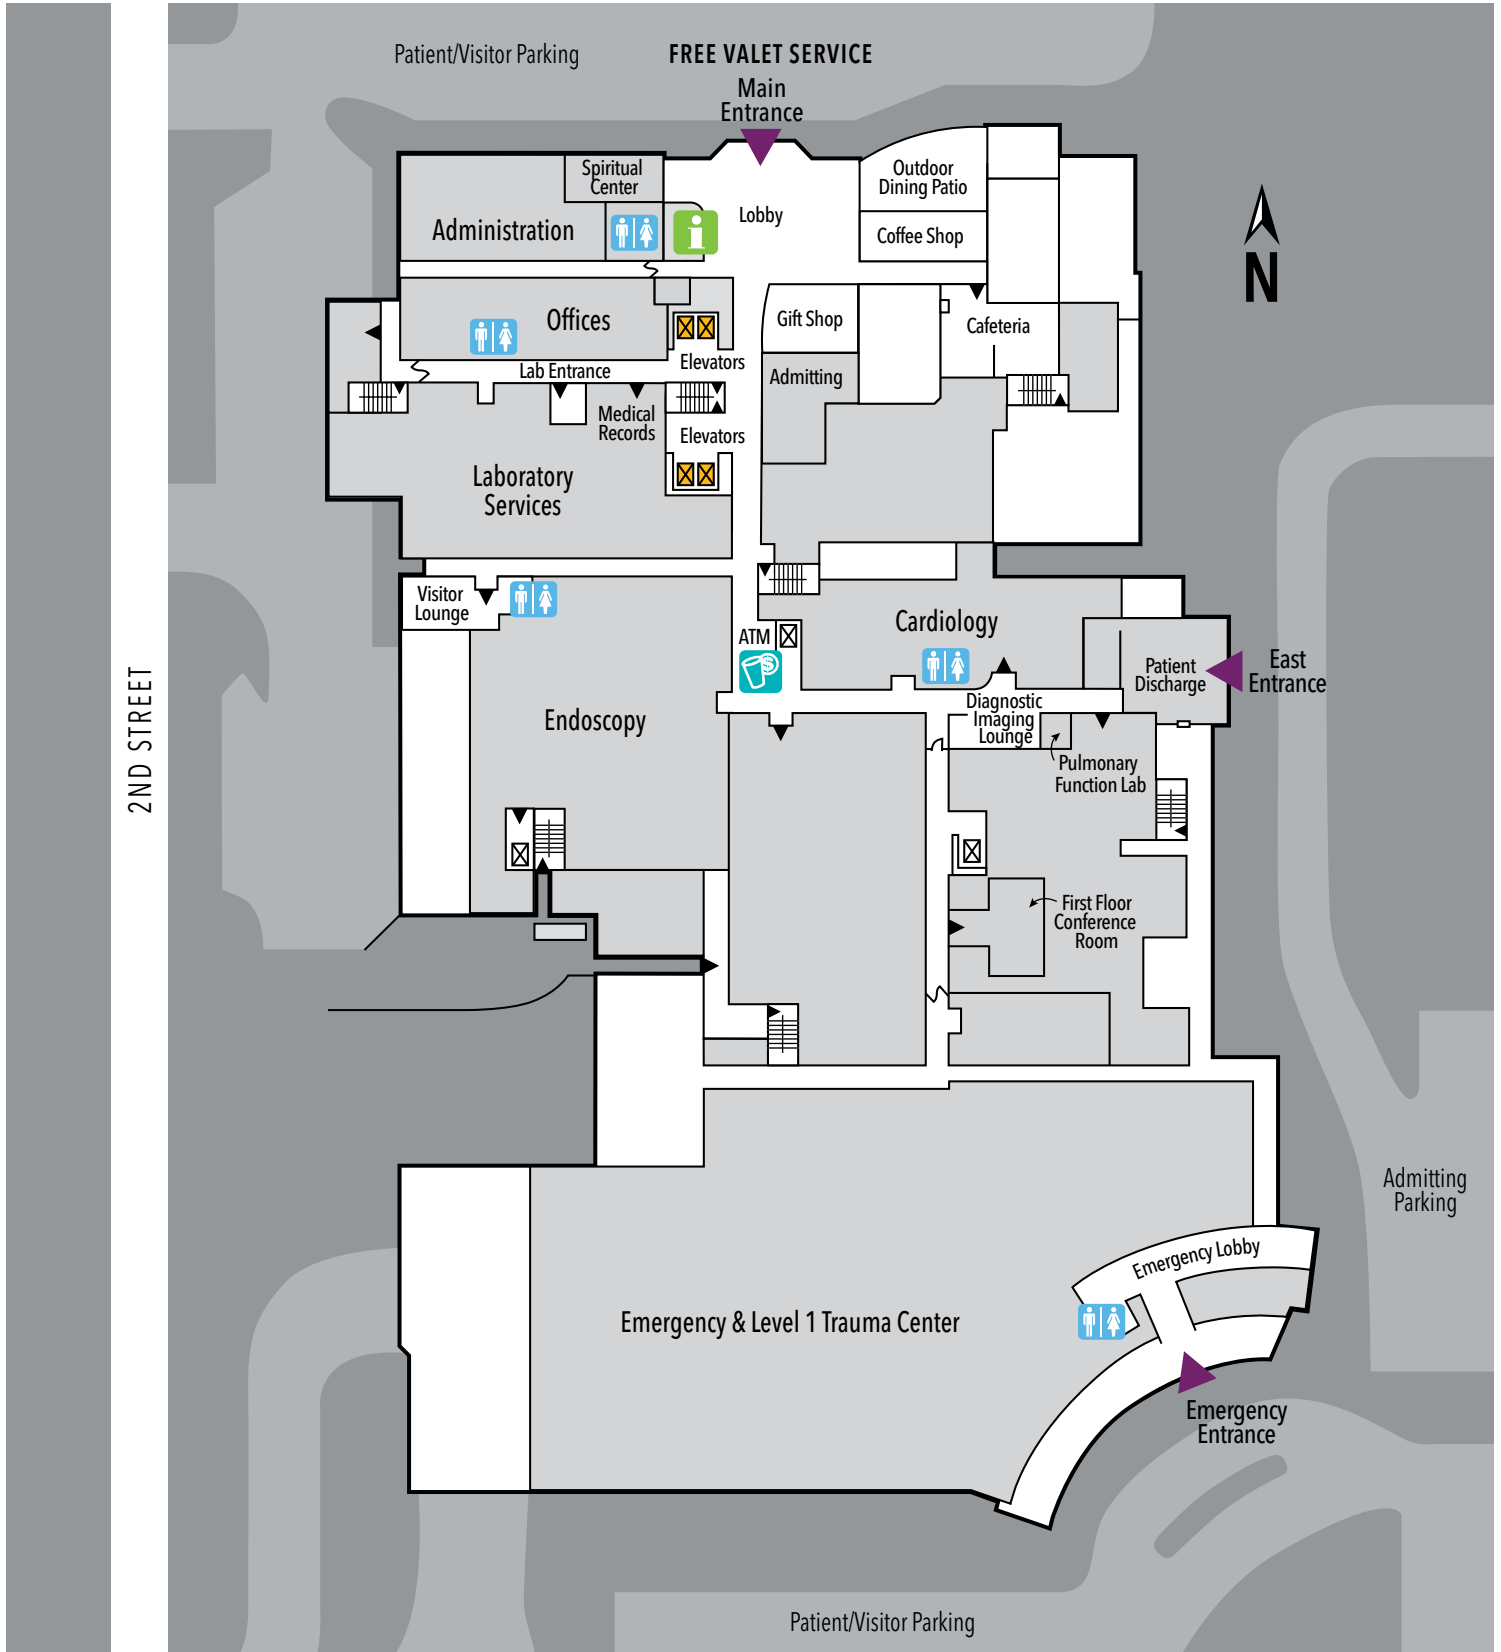 Patient/Visitor Parking
FREE VALET SERVICE
Main
Entrance
Spiritual
Center
Outdoor
Dining Patio
Administration
i
Lobby
Coffee Shop
N
Offices
Gift Shop
Cafeteria
Elevators
Lab Entrance
Admitting
Medical
Records
Elevators
Laboratory
Services
Visitor
Lounge
Cardiology
ATM
$
Patient
Discharge
East
Entrance
2ND STREET
Endoscopy
Diagnostic
Imaging
Lounge
Pulmonary
Function Lab
First Floor
Conference
Room
Admitting
Parking
Emergency Lobby
Emergency & Level 1 Trauma Center
Emergency
Entrance
Patient/Visitor Parking